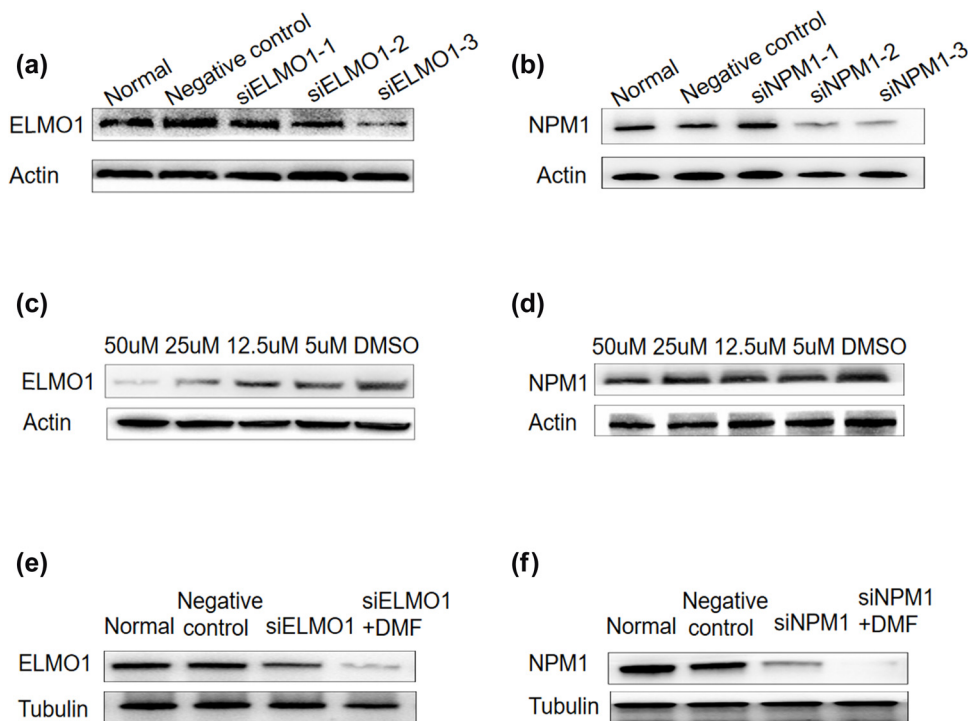 (a)
Normal
Negative control
siELMO1-1
siELMO1-2
siELMO1-3
ELMO1
Actin
(b)
Normal
Negative control
siNPM1-1
siNPM1-2
siNPM1-3
NPM1
Actin
(c)
50uM 25uM 12.5uM 5uM DMSO
ELMO1
Actin
(d)
50uM 25uM 12.5uM 5uM DMSO
NPM1
Actin
(e)
Normal
Negative
control
siELMO1
siELMO1
+DMF
ELMO1
Tubulin
(f)
Normal
Negative
control
siNPM1
siNPM1
+DMF
NPM1
Tubulin